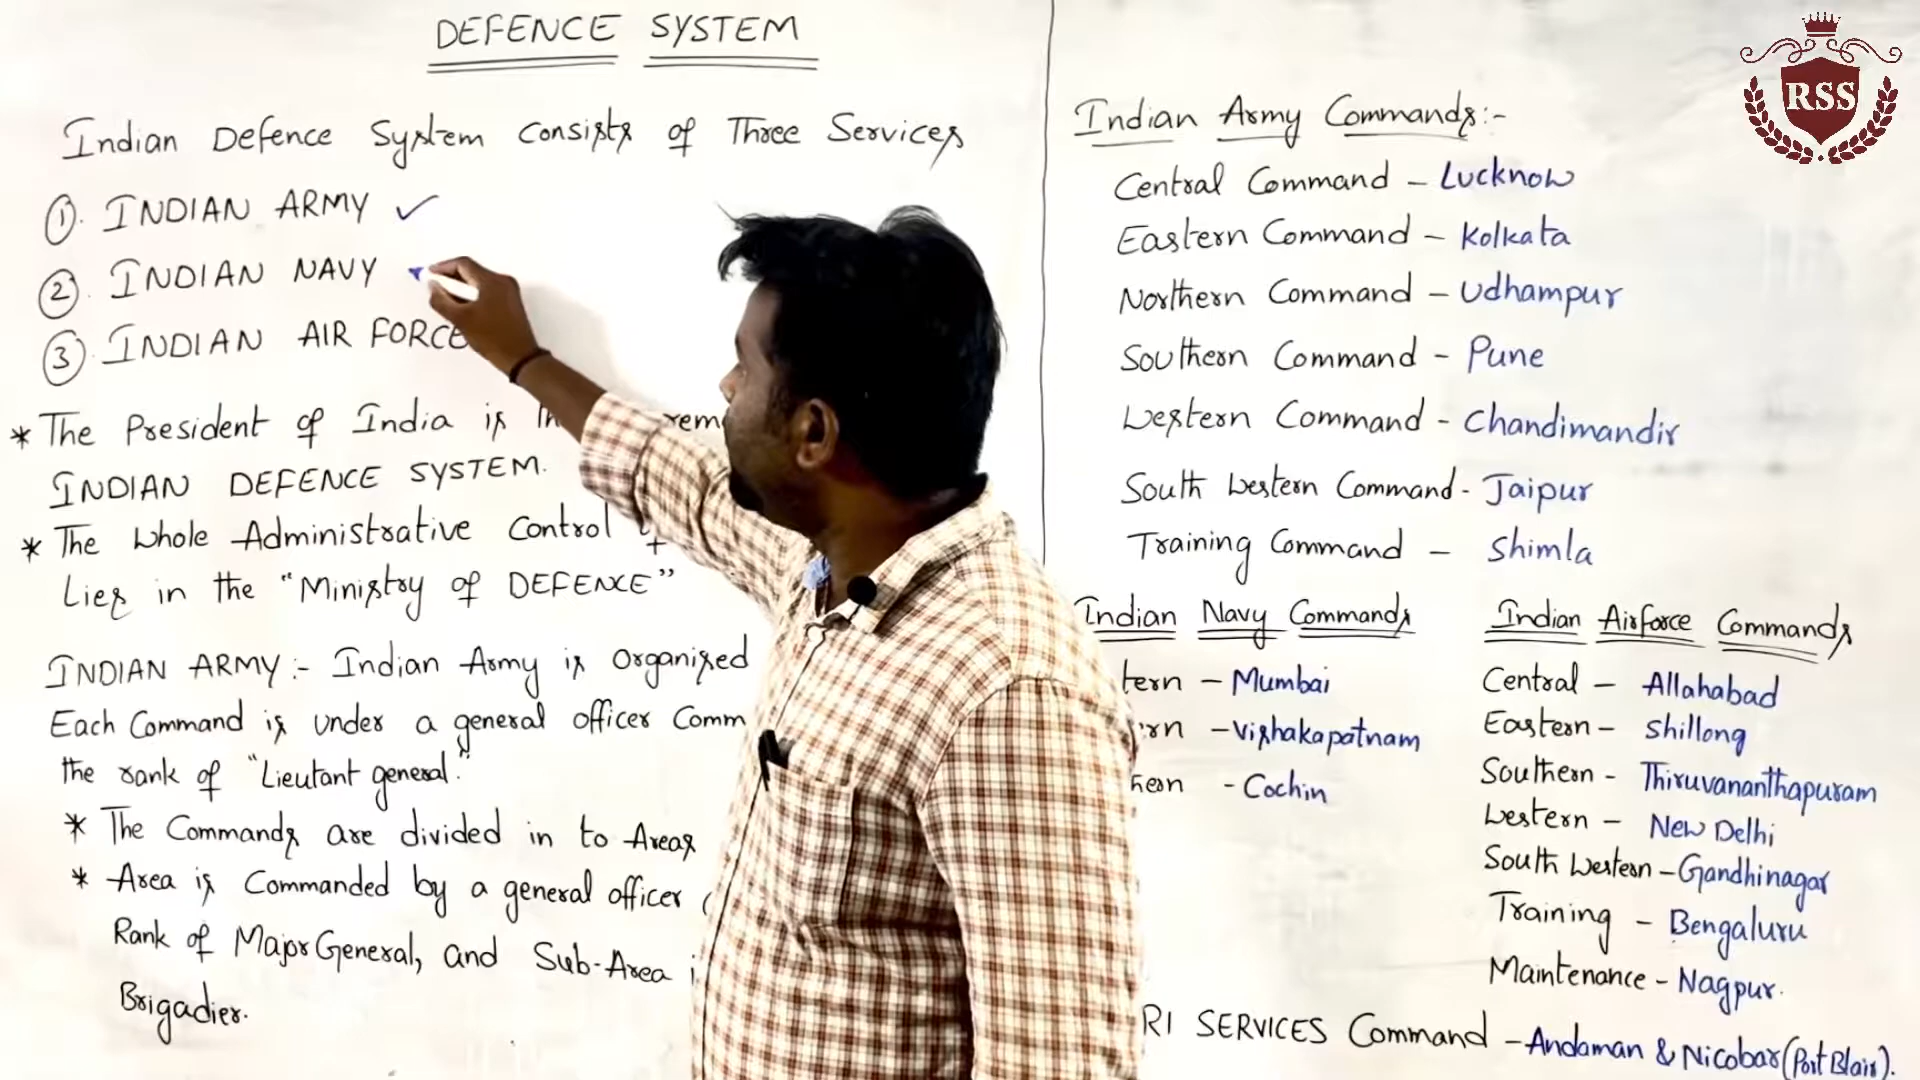 DEFENCE SYSTEM
Indian Defence System Consists of Three Services
1. INDIAN ARMY
2. INDIAN NAVY
3. INDIAN AIR FORCE
* The President of India is
INDIAN DEFENCE SYSTEM.
* The Whole Administrative Control
Lies in the "Ministry of DEFENCE"
INDIAN ARMY:- Indian Army is organised
Each Command is under a general officer Comm
the rank of "Lieutant general."
* The Commands are divided in to Areas
* Area is Commanded by a general officer
Rank of Major General, and Sub-Area
Brigadier.
Indian Army Commands:-
Central Command - Lucknow
Eastern Command - Kolkata
Northern Command - Udhampur
Southern Command - Pune
Western Command - Chandimandir
South Western Command - Jaipur
Training Command - Shimla
Indian Navy Commands
tern - Mumbai
rn - Vishakapatnam
hern - Cochin
Indian Airforce Commands
Central - Allahabad
Eastern - Shillong
Southern - Thiruvananthapuram
Western - New Delhi
South Western - Gandhinagar
Training - Bengaluru
Maintenance - Nagpur.
RI SERVICES Command - Andaman & Nicobar (Port Blair).
RSS